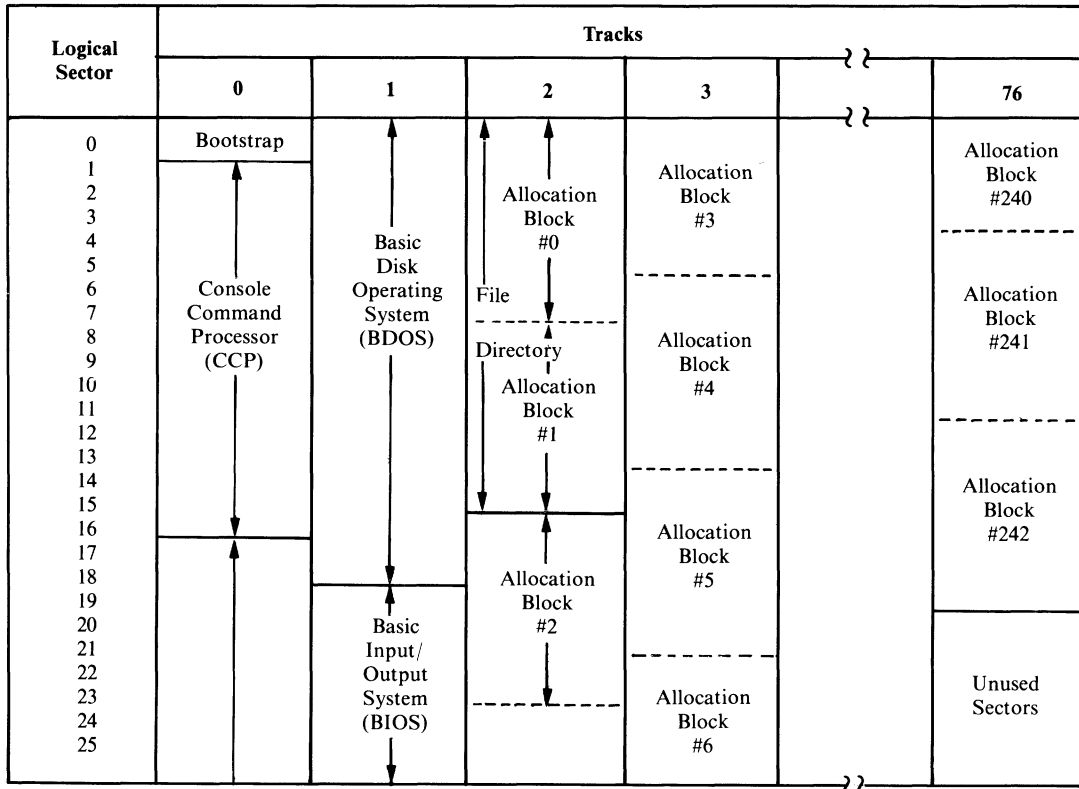 Logical
Sector
Tracks
0
1
2
3
76
0
1
2
3
4
5
6
7
8
9
10
11
12
13
14
15
16
17
18
19
20
21
22
23
24
25
Bootstrap
Console
Command
Processor
(CCP)
Basic
Disk
Operating
System
(BDOS)
Basic
Input/
Output
System
(BIOS)
File
Directory
Allocation
Block
#0
Allocation
Block
#1
Allocation
Block
#2
Allocation
Block
#3
Allocation
Block
#4
Allocation
Block
#5
Allocation
Block
#6
Allocation
Block
#240
Allocation
Block
#241
Allocation
Block
#242
Unused
Sectors